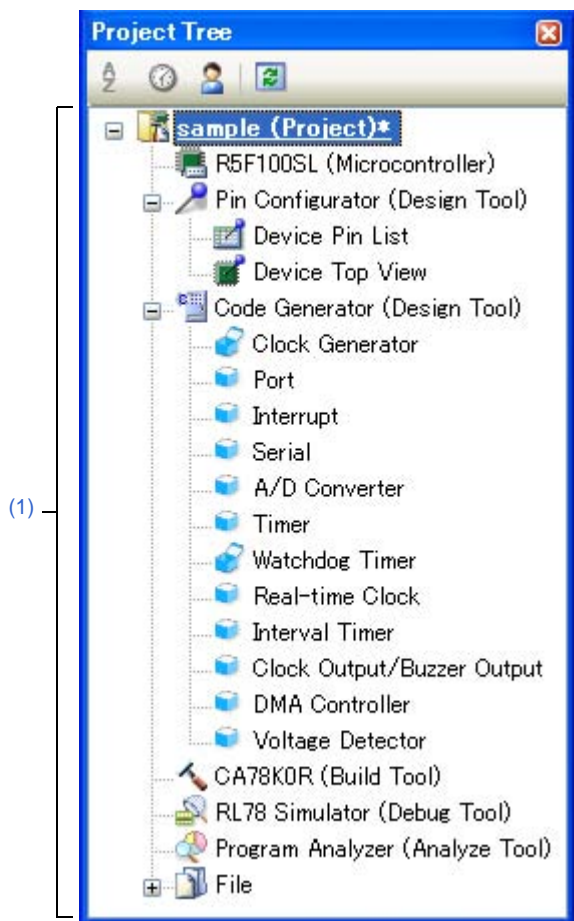 Project Tree
sample (Project)*
R5F100SL (Microcontroller)
Pin Configurator (Design Tool)
Device Pin List
Device Top View
Code Generator (Design Tool)
Clock Generator
Port
Interrupt
Serial
A/D Converter
(1)
Timer
Watchdog Timer
Real-time Clock
Interval Timer
Clock Output/Buzzer Output
DMA Controller
Voltage Detector
CA78K0R (Build Tool)
RL78 Simulator (Debug Tool)
Program Analyzer (Analyze Tool)
File